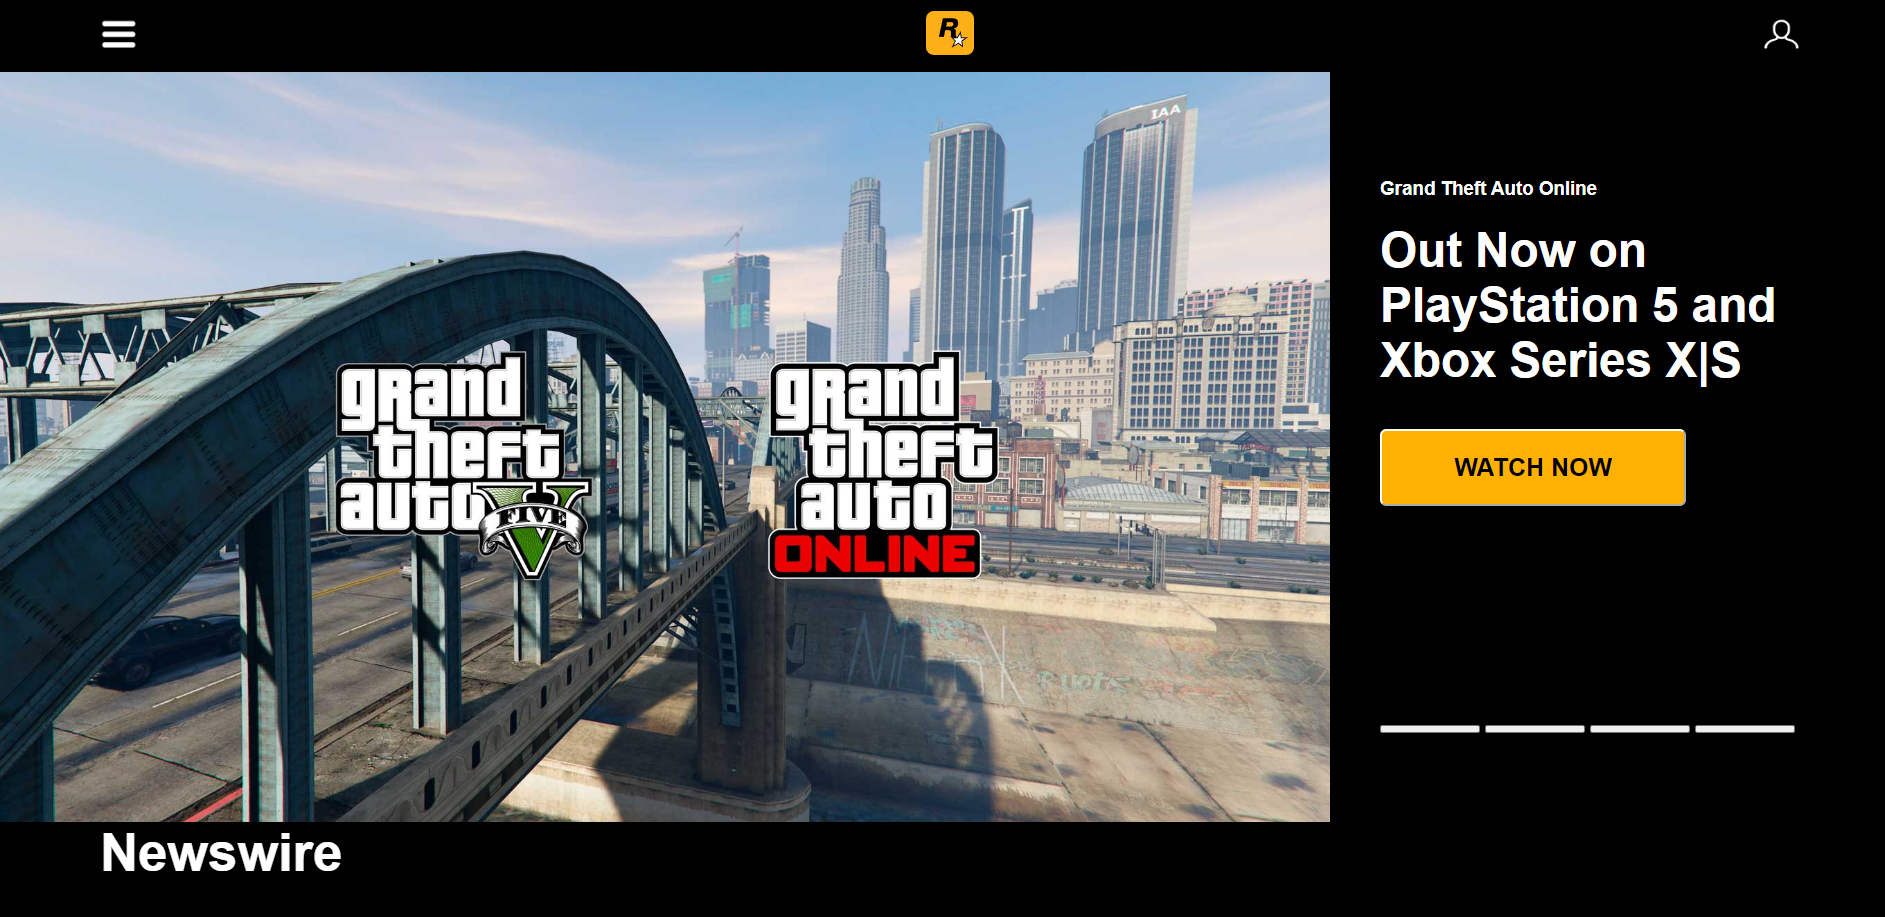 R
IAA
grand
theft
auto
FIVE
V
grand
theft
auto
ONLINE
Grand Theft Auto Online
Out Now on
PlayStation 5 and
Xbox Series X|S
WATCH NOW
Newswire